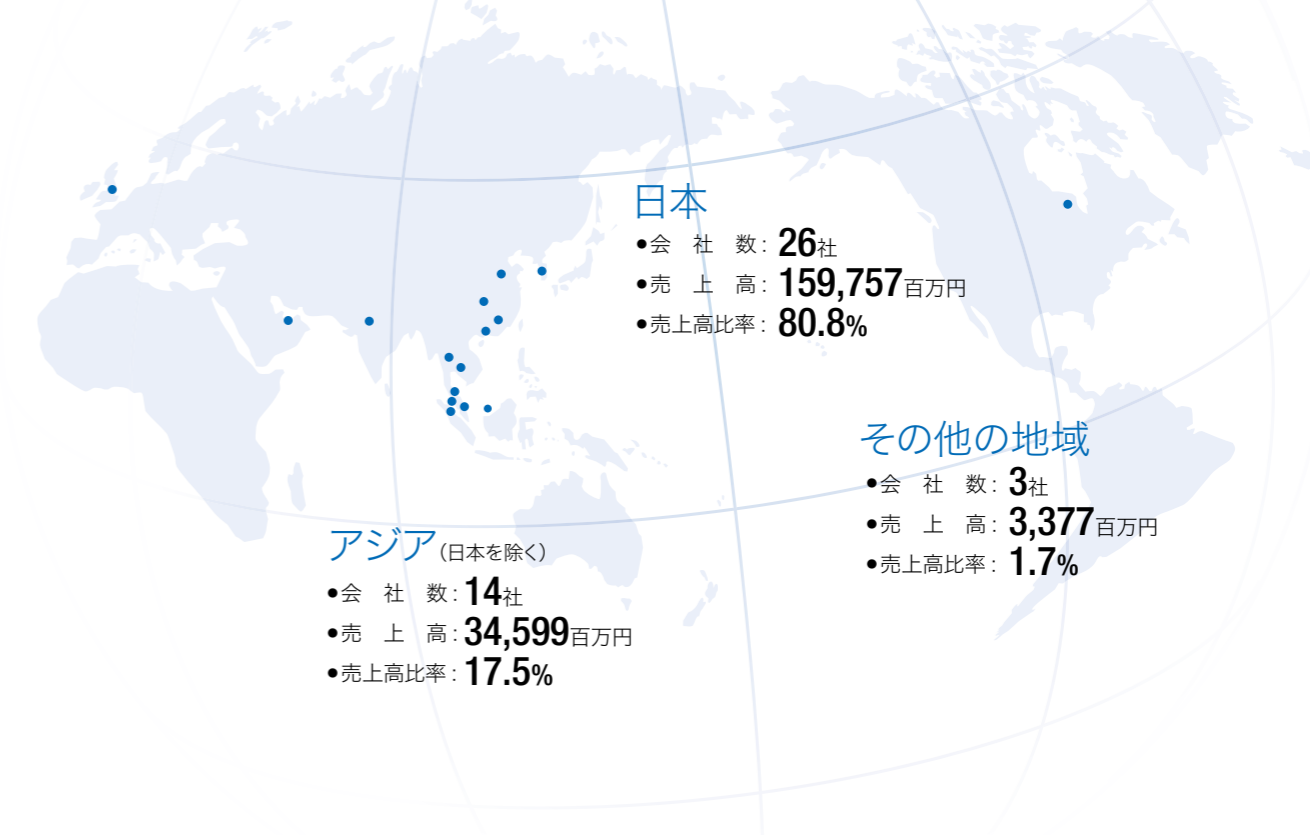 日本
●会　社　数： 26社
●売　上　高： 159,757百万円
●売上高比率： 80.8%
その他の地域
●会　社　数： 3社
●売　上　高： 3,377百万円
●売上高比率： 1.7%
アジア（日本を除く）
●会　社　数： 14社
●売　上　高： 34,599百万円
●売上高比率： 17.5%